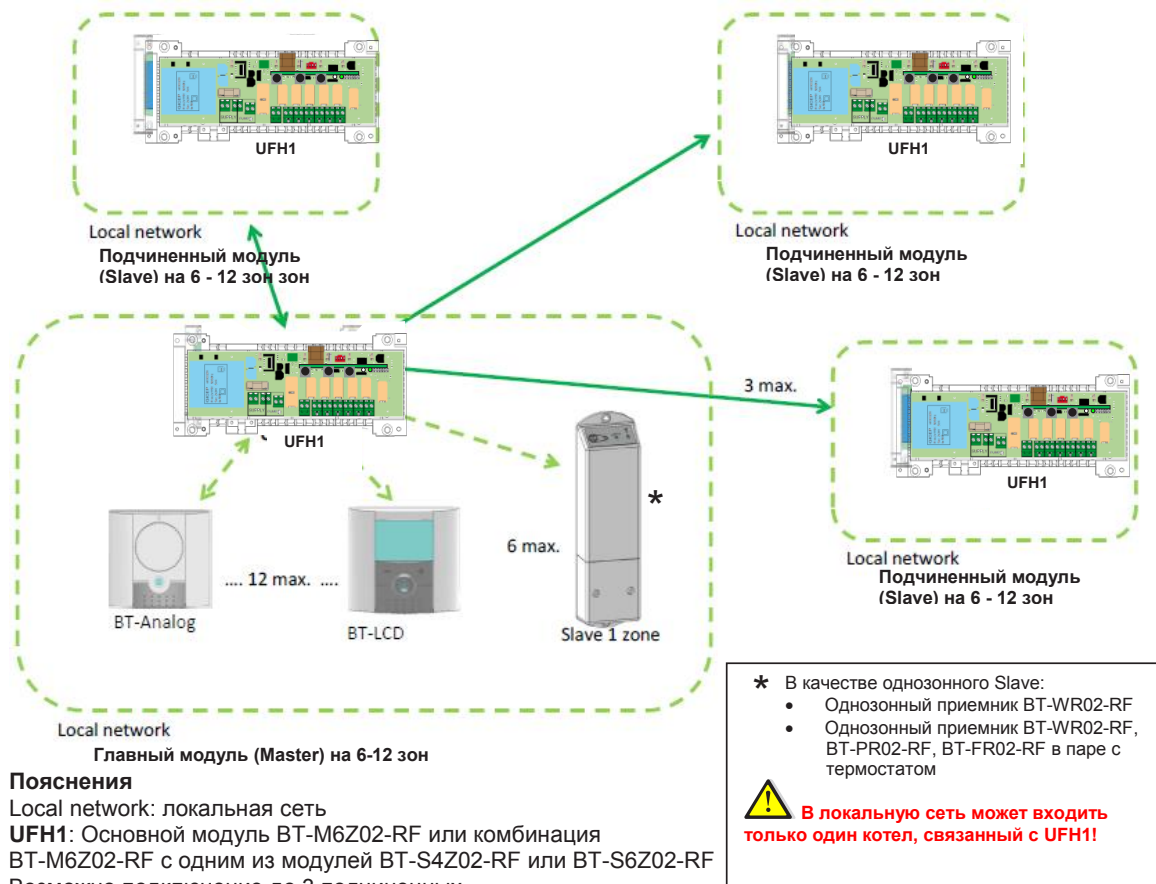 UFH1
UFH1
Local network
Подчиненный модуль
(Slave) на 6 - 12 зон зон
Local network
Подчиненный модуль
(Slave) на 6 - 12 зон
UFH1
3 max.
UFH1
*
6 max.
.... 12 max. ....
BT-Analog
BT-LCD
Slave 1 zone
Local network
Подчиненный модуль
(Slave) на 6 - 12 зон
Local network
Главный модуль (Master) на 6-12 зон
* В качестве однозонного Slave:
• Однозонный приемник BT-WR02-RF
• Однозонный приемник BT-WR02-RF,
BT-PR02-RF, BT-FR02-RF в паре с
термостатом
! В локальную сеть может входить
только один котел, связанный с UFH1!
Пояснения
Local network: локальная сеть
UFH1: Основной модуль BT-M6Z02-RF или комбинация
BT-M6Z02-RF с одним из модулей BT-S4Z02-RF или BT-S6Z02-RF